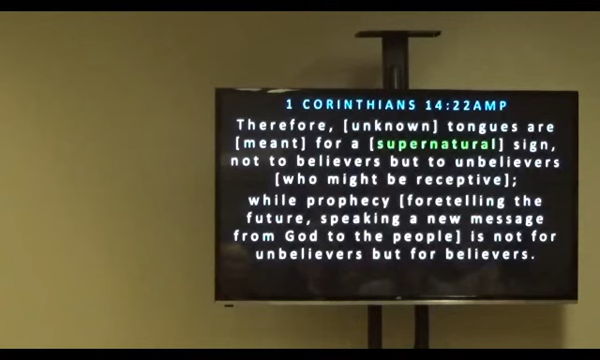 1 CORINTHIANS 14:22AMP
Therefore, [unknown] tongues are
[meant] for a [supernatural] sign,
not to believers but to unbelievers
[who might be receptive];
while prophecy [foretelling the
future, speaking a new message
from God to the people] is not for
unbelievers but for believers.